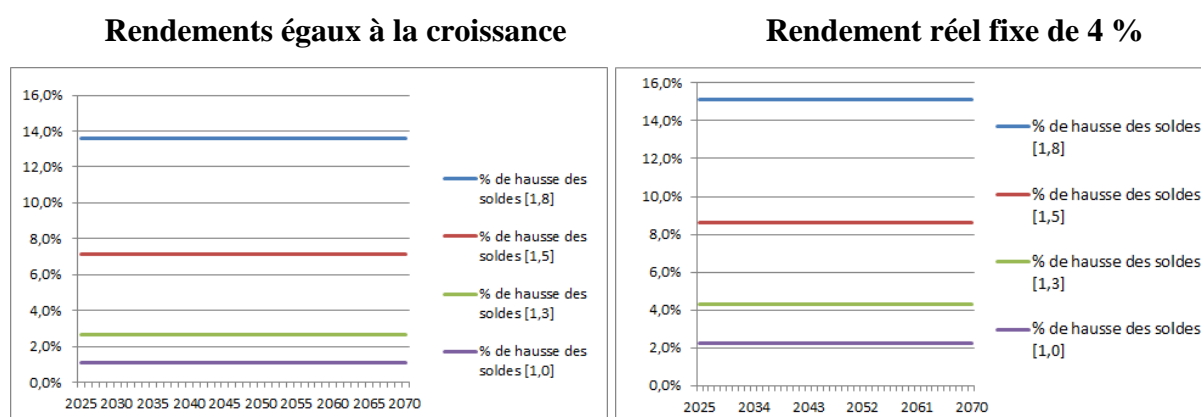 Rendements égaux à la croissance
Rendement réel fixe de 4 %
16,0%
14,0%
12,0%
10,0%
8,0%
6,0%
4,0%
2,0%
0,0%
2025 2030 2035 2040 2045 2050 2055 2060 2065 2070
% de hausse des
soldes [1,8]
% de hausse des
soldes [1,5]
% de hausse des
soldes [1,3]
% de hausse des
soldes [1,0]
16,0%
14,0%
12,0%
10,0%
8,0%
6,0%
4,0%
2,0%
0,0%
2025 2034 2043 2052 2061 2070
% de hausse des soldes
[1,8]
% de hausse des soldes
[1,5]
% de hausse des soldes
[1,3]
% de hausse des soldes
[1,0]